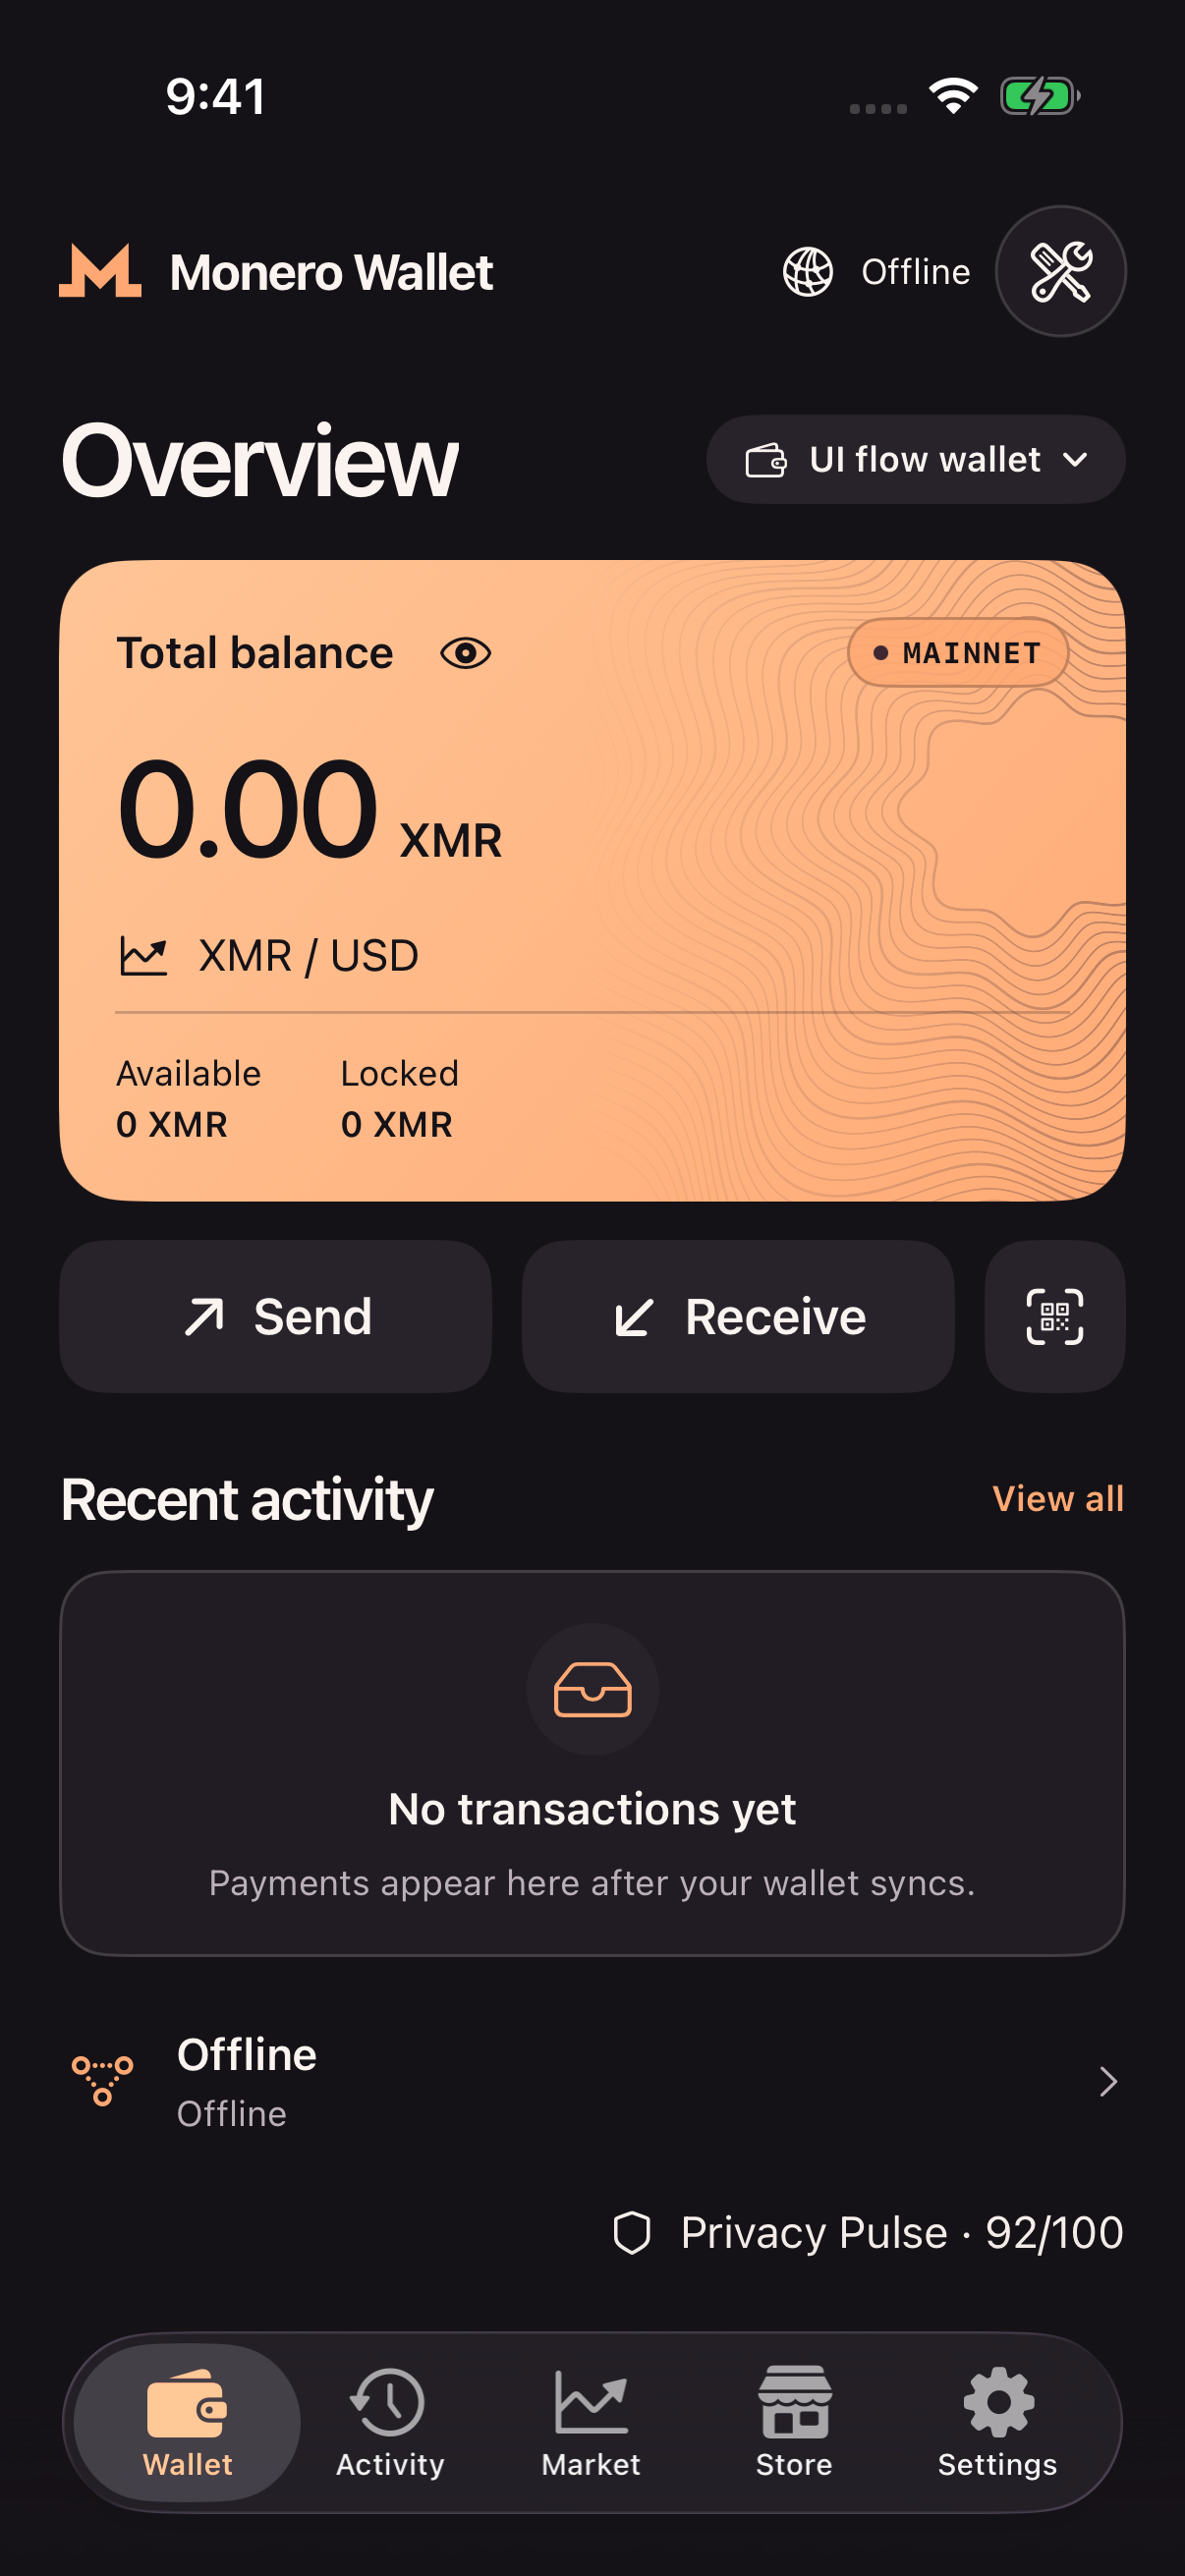 9:41
Monero Wallet
Offline
Overview
UI flow wallet
Total balance
MAINNET
0.00 XMR
XMR / USD
Available Locked
0 XMR 0 XMR
Send
Receive
Recent activity
View all
No transactions yet
Payments appear here after your wallet syncs.
Offline
Offline
Privacy Pulse · 92/100
Wallet Activity Market Store Settings